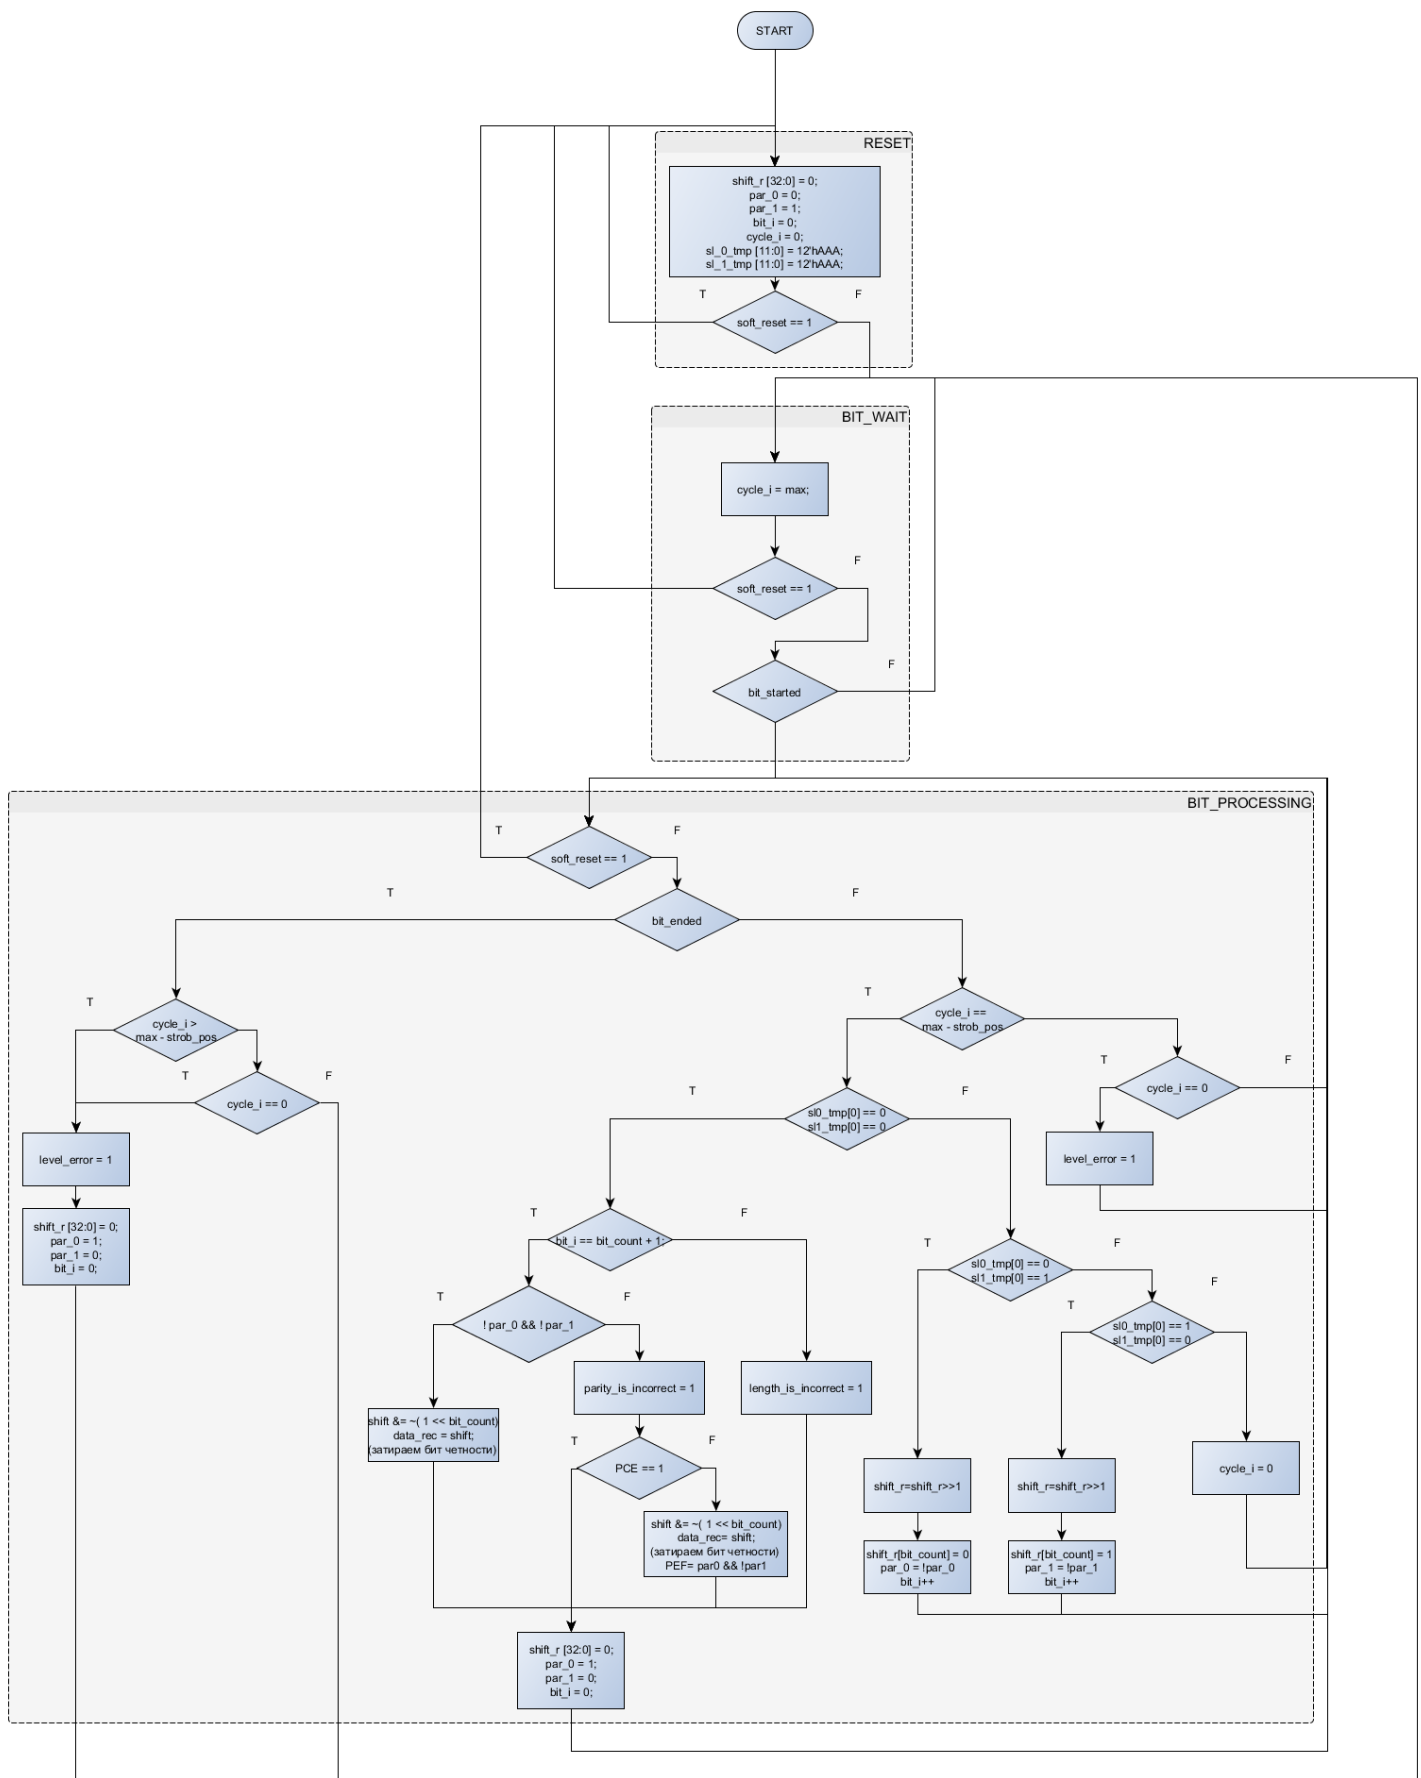 START
RESET
shift_r [32:0] = 0;
par_0 = 0;
par_1 = 1;
bit_i = 0;
cycle_i = 0;
sl_0_tmp [11:0] = 12'hAAA;
sl_1_tmp [11:0] = 12'hAAA;
T
F
soft_reset == 1
BIT_WAIT
cycle_i = max;
F
soft_reset == 1
F
bit_started
BIT_PROCESSING
T
F
soft_reset == 1
T
F
bit_ended
T
cycle_i >
max - strob_pos
T
F
cycle_i == 0
level_error = 1
shift_r [32:0] = 0;
par_0 = 1;
par_1 = 0;
bit_i = 0;
T
cycle_i ==
max - strob_pos
T
F
cycle_i == 0
level_error = 1
T
F
sl0_tmp[0] == 0
sl1_tmp[0] == 0
T
F
bit_i == bit_count + 1;
T
F
! par_0 && ! par_1
shift &= ~( 1 << bit_count)
data_rec = shift;
(затираем бит четности)
parity_is_incorrect = 1
length_is_incorrect = 1
T
F
PCE == 1
shift &= ~( 1 << bit_count)
data_rec= shift;
(затираем бит четности)
PEF= par0 && !par1
shift_r [32:0] = 0;
par_0 = 1;
par_1 = 0;
bit_i = 0;
T
F
sl0_tmp[0] == 0
sl1_tmp[0] == 1
T
F
sl0_tmp[0] == 1
sl1_tmp[0] == 0
shift_r=shift_r>>1
shift_r[bit_count] = 0
par_0 = !par_0
bit_i++
shift_r=shift_r>>1
shift_r[bit_count] = 1
par_1 = !par_1
bit_i++
cycle_i = 0